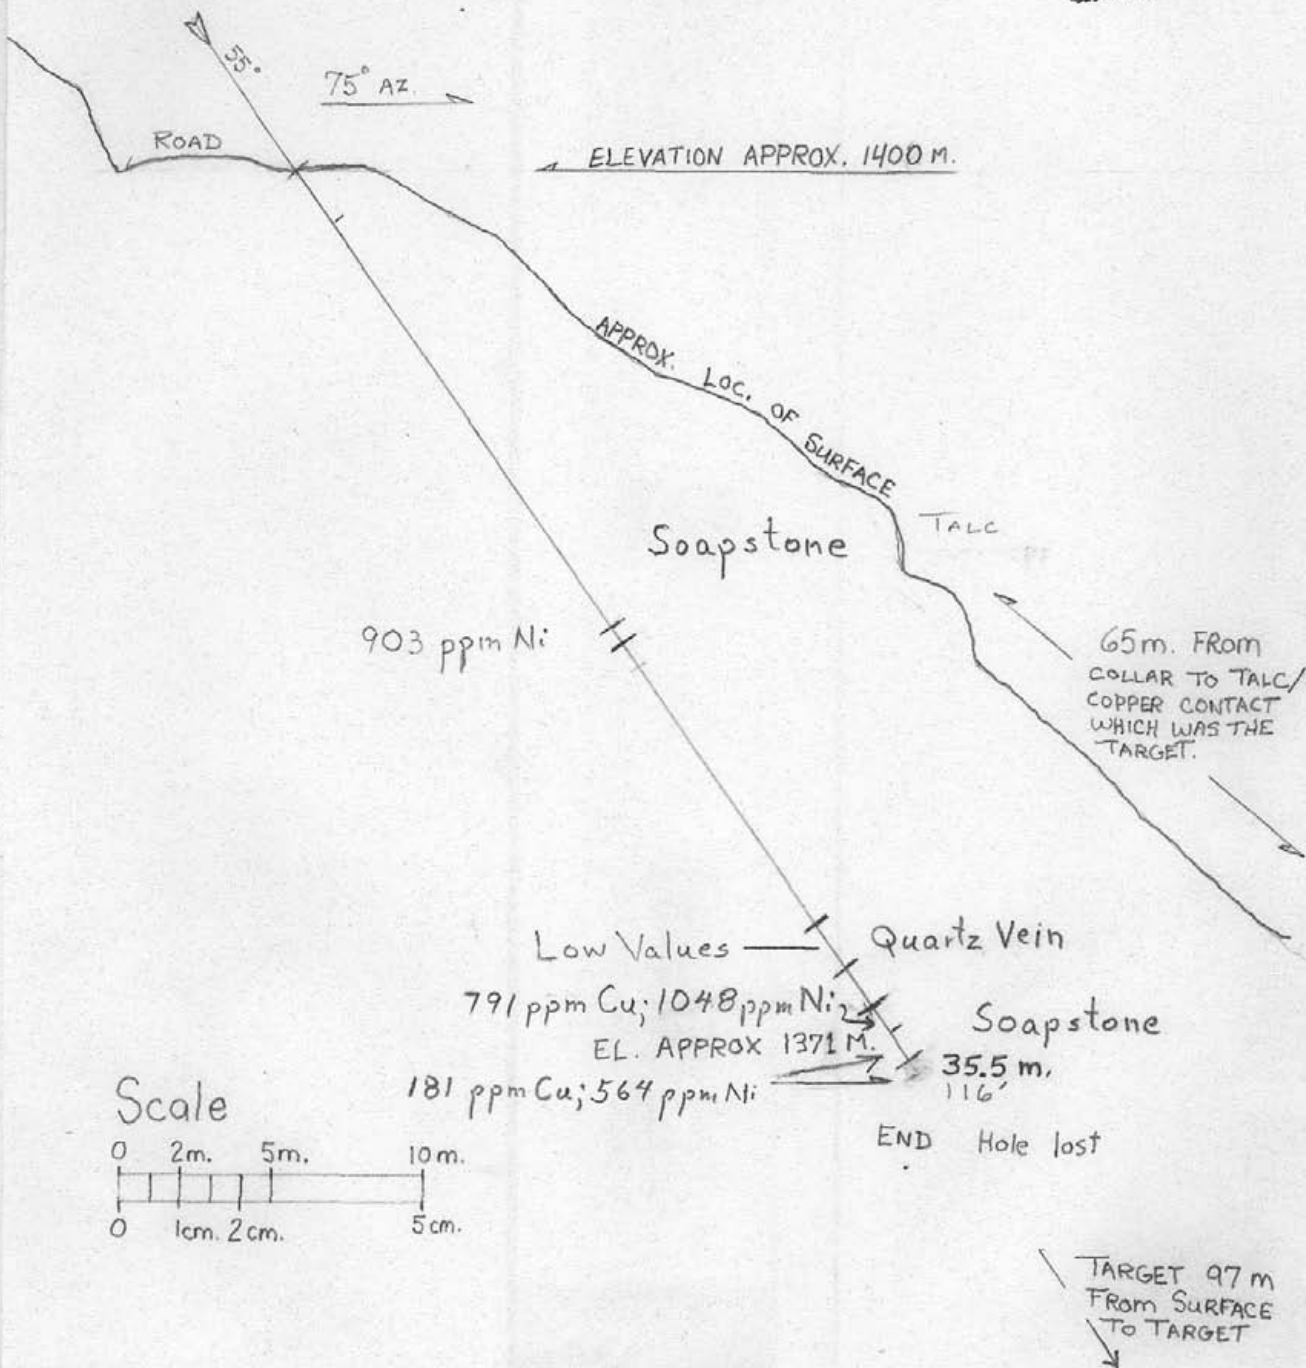 55°
75° AZ.
ROAD
ELEVATION APPROX. 1400 M.
APPROX. LOC. OF SURFACE
TALC
Soapstone
903 ppm Ni
65m. FROM
COLLAR TO TALC/
COPPER CONTACT
WHICH WAS THE
TARGET.
Low Values
Quartz Vein
791 ppm Cu; 1048 ppm Ni
Soapstone
EL. APPROX 1371 M.
35.5 m.
116'
181 ppm Cu; 564 ppm Ni
END Hole lost
Scale
0 2m. 5m. 10m.
0 1cm. 2cm. 5cm.
TARGET 97 m
FROM SURFACE
TO TARGET